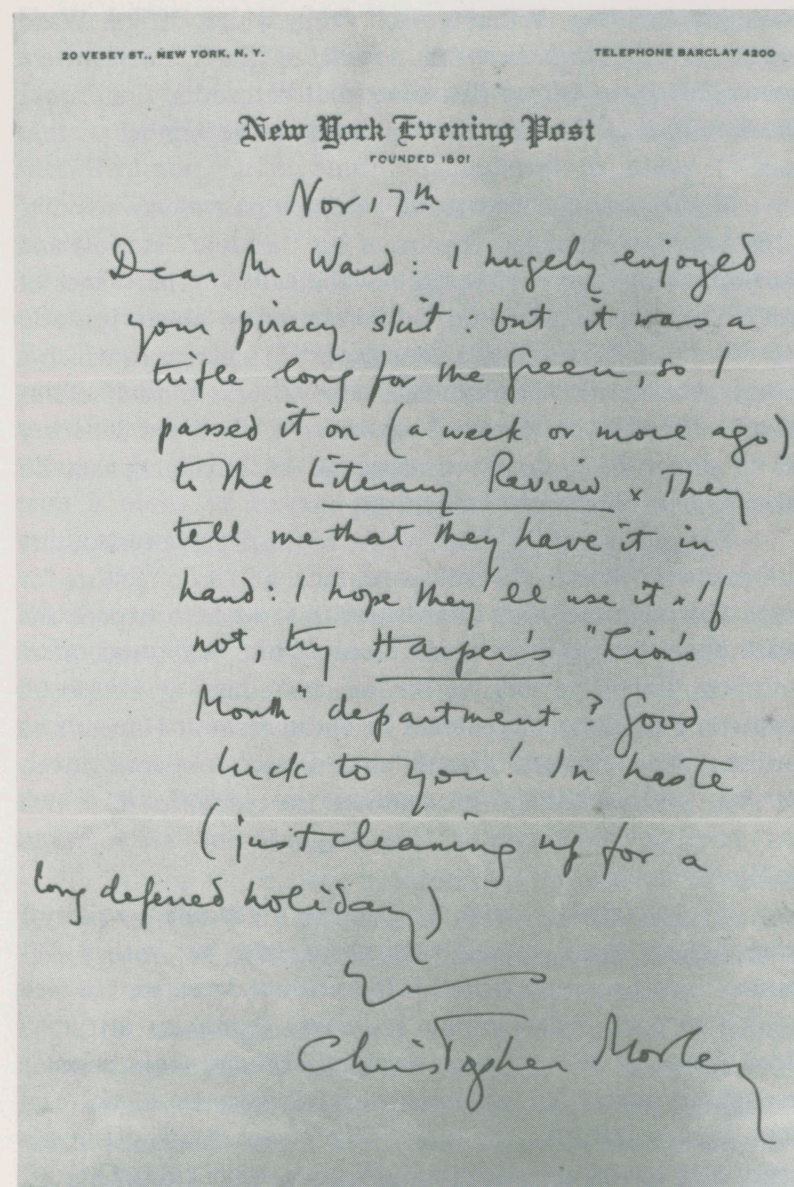 20 VESEY ST., NEW YORK, N. Y.
TELEPHONE BARCLAY 4200
New York Evening Post
FOUNDED 1801
Nov. 17th
Dear Mr Ward: I hugely enjoyed
your piracy skit: but it was a
trifle long for the Green, so I
passed it on (a week or more ago)
to the Literary Review x They
tell me that they have it in
hand: I hope they'll use it x If
not, try Harper's "Lion's
Mouth" department? Good
luck to you! In haste
(just cleaning up for a
long deferred holiday)
Christopher Morley